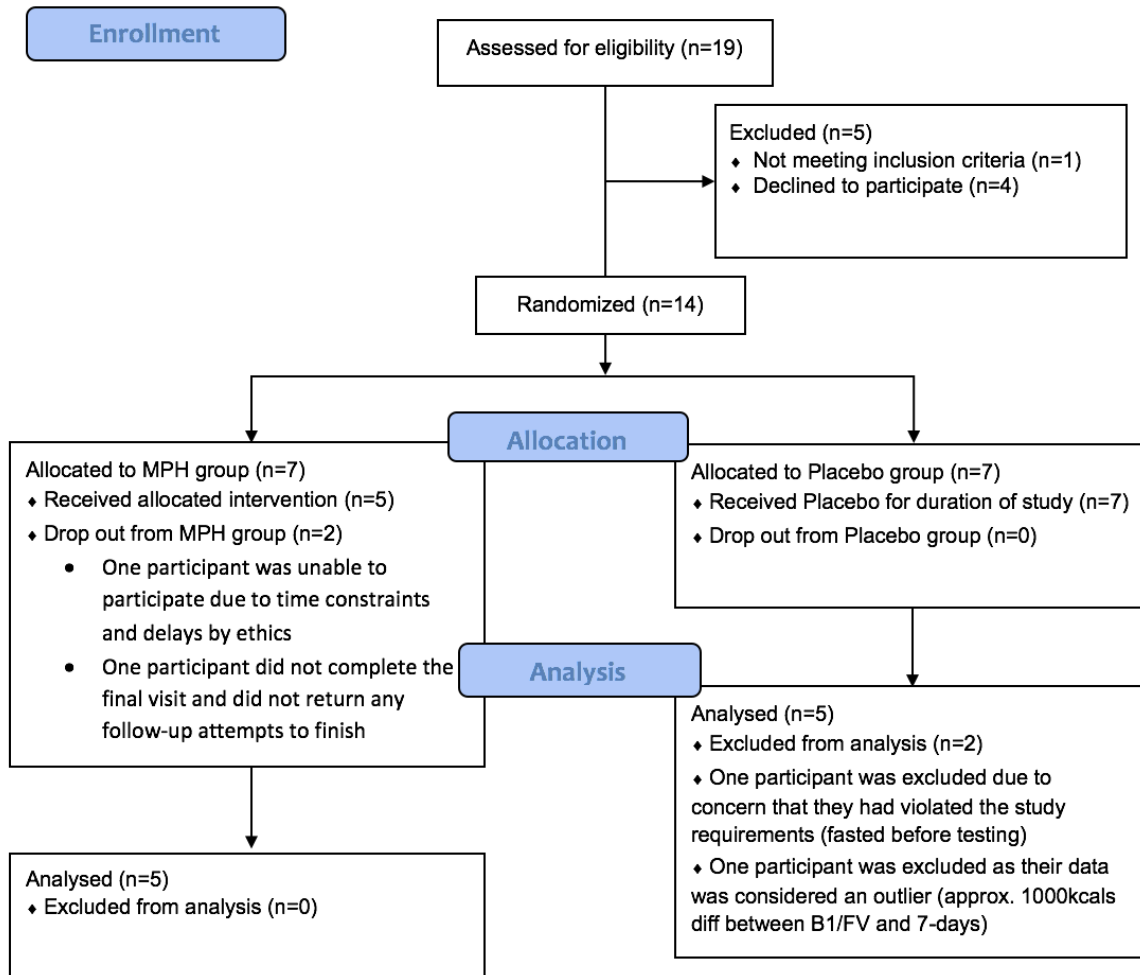 Enrollment
Assessed for eligibility (n=19)
Excluded (n=5)
♦ Not meeting inclusion criteria (n=1)
♦ Declined to participate (n=4)
Randomized (n=14)
Allocation
Allocated to MPH group (n=7)
♦ Received allocated intervention (n=5)
♦ Drop out from MPH group (n=2)
• One participant was unable to
participate due to time constraints
and delays by ethics
• One participant did not complete the
final visit and did not return any
follow-up attempts to finish
Allocated to Placebo group (n=7)
♦ Received Placebo for duration of study (n=7)
♦ Drop out from Placebo group (n=0)
Analysis
Analysed (n=5)
♦ Excluded from analysis (n=0)
Analysed (n=5)
♦ Excluded from analysis (n=2)
♦ One participant was excluded due to
concern that they had violated the study
requirements (fasted before testing)
♦ One participant was excluded as their data
was considered an outlier (approx. 1000kcals
diff between B1/FV and 7-days)